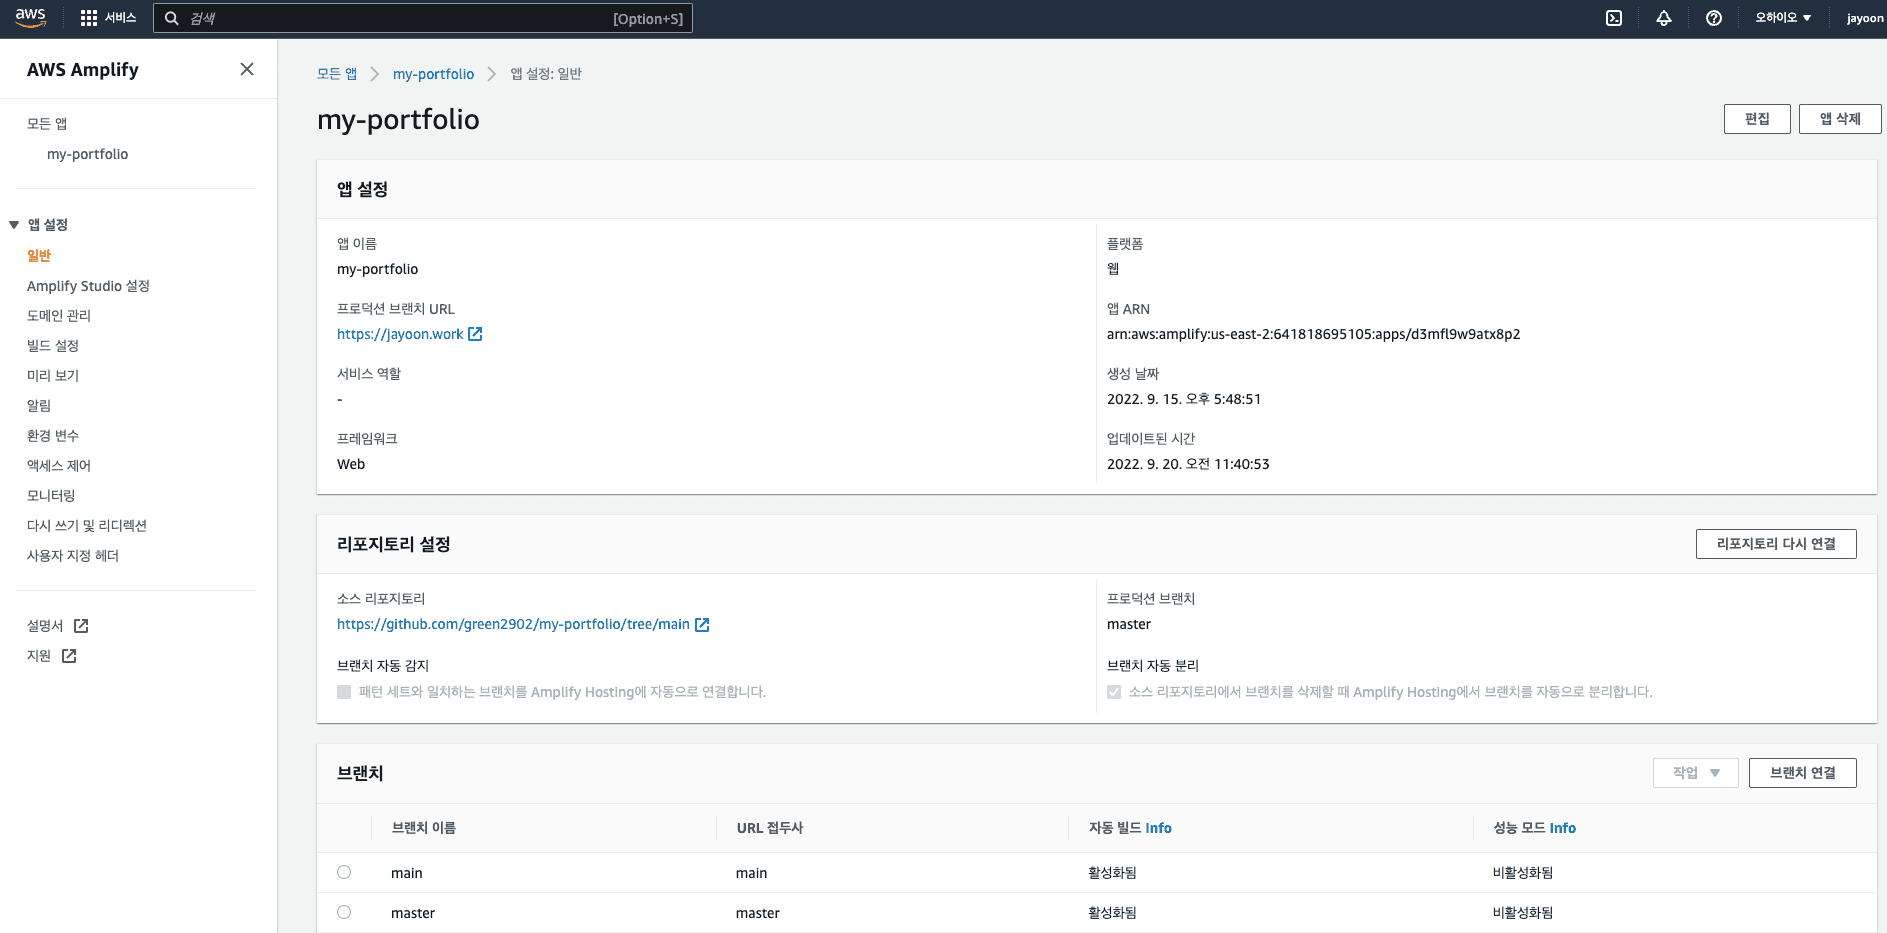 aws 서비스 검색 [Option+S] 오하이오 jayoon
AWS Amplify
모든 앱
my-portfolio
앱 설정
일반
Amplify Studio 설정
도메인 관리
빌드 설정
미리 보기
알림
환경 변수
액세스 제어
모니터링
다시 쓰기 및 리디렉션
사용자 지정 헤더
설명서
지원
모든 앱 my-portfolio 앱 설정: 일반
my-portfolio
편집 앱 삭제
앱 설정
앱 이름
my-portfolio
프로덕션 브랜치 URL
https://jayoon.work
서비스 역할
-
프레임워크
Web
플랫폼
웹
앱 ARN
arn:aws:amplify:us-east-2:641818695105:apps/d3mfl9w9atx8p2
생성 날짜
2022. 9. 15. 오후 5:48:51
업데이트된 시간
2022. 9. 20. 오전 11:40:53
리포지토리 설정
리포지토리 다시 연결
소스 리포지토리
https://github.com/green2902/my-portfolio/tree/main
브랜치 자동 감지
패턴 세트와 일치하는 브랜치를 Amplify Hosting에 자동으로 연결합니다.
프로덕션 브랜치
master
브랜치 자동 분리
소스 리포지토리에서 브랜치를 삭제할 때 Amplify Hosting에서 브랜치를 자동으로 분리합니다.
브랜치
작업 브랜치 연결
브랜치 이름 URL 접두사 자동 빌드 Info 성능 모드 Info
main main 활성화됨 비활성화됨
master master 활성화됨 비활성화됨